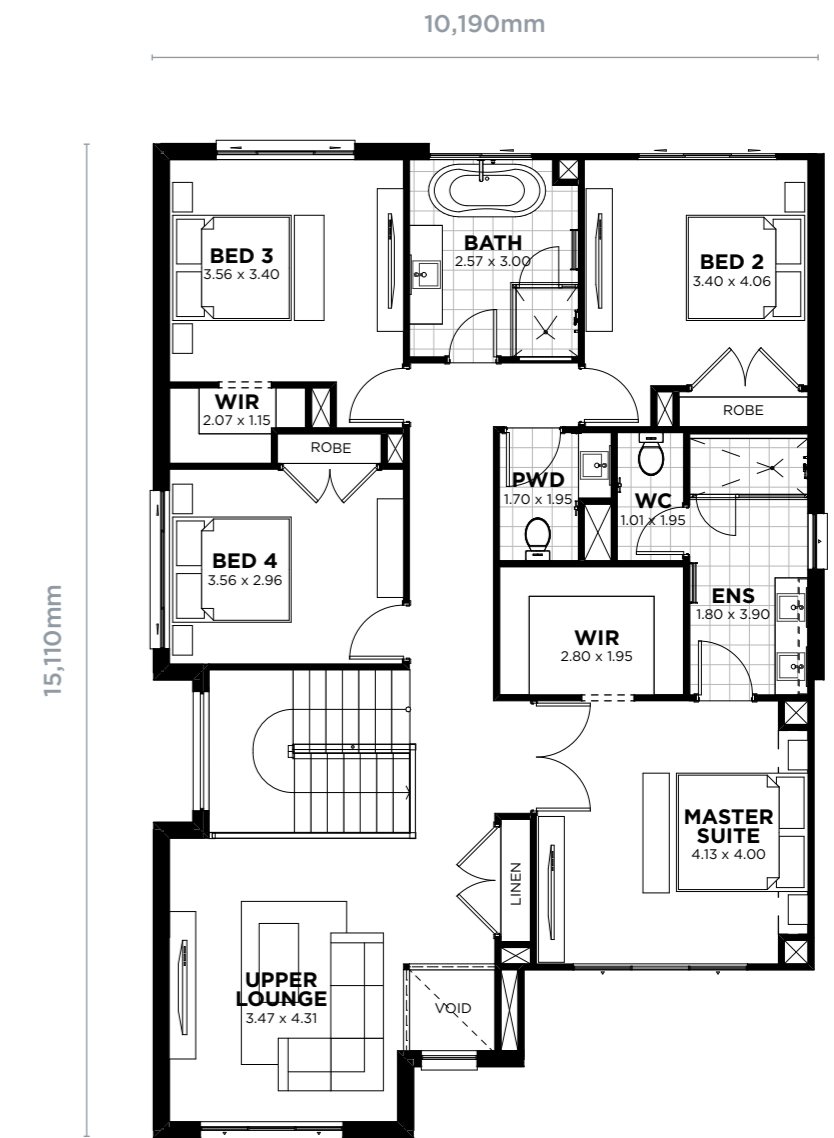 10,190mm
15,110mm
BED 3
3.56 x 3.40
BATH
2.57 x 3.00
BED 2
3.40 x 4.06
WIR
2.07 x 1.15
ROBE
ROBE
PWD
1.70 x 1.95
WC
1.01 x 1.95
BED 4
3.56 x 2.96
ENS
1.80 x 3.90
WIR
2.80 x 1.95
MASTER
SUITE
4.13 x 4.00
LINEN
UPPER
LOUNGE
3.47 x 4.31
VOID